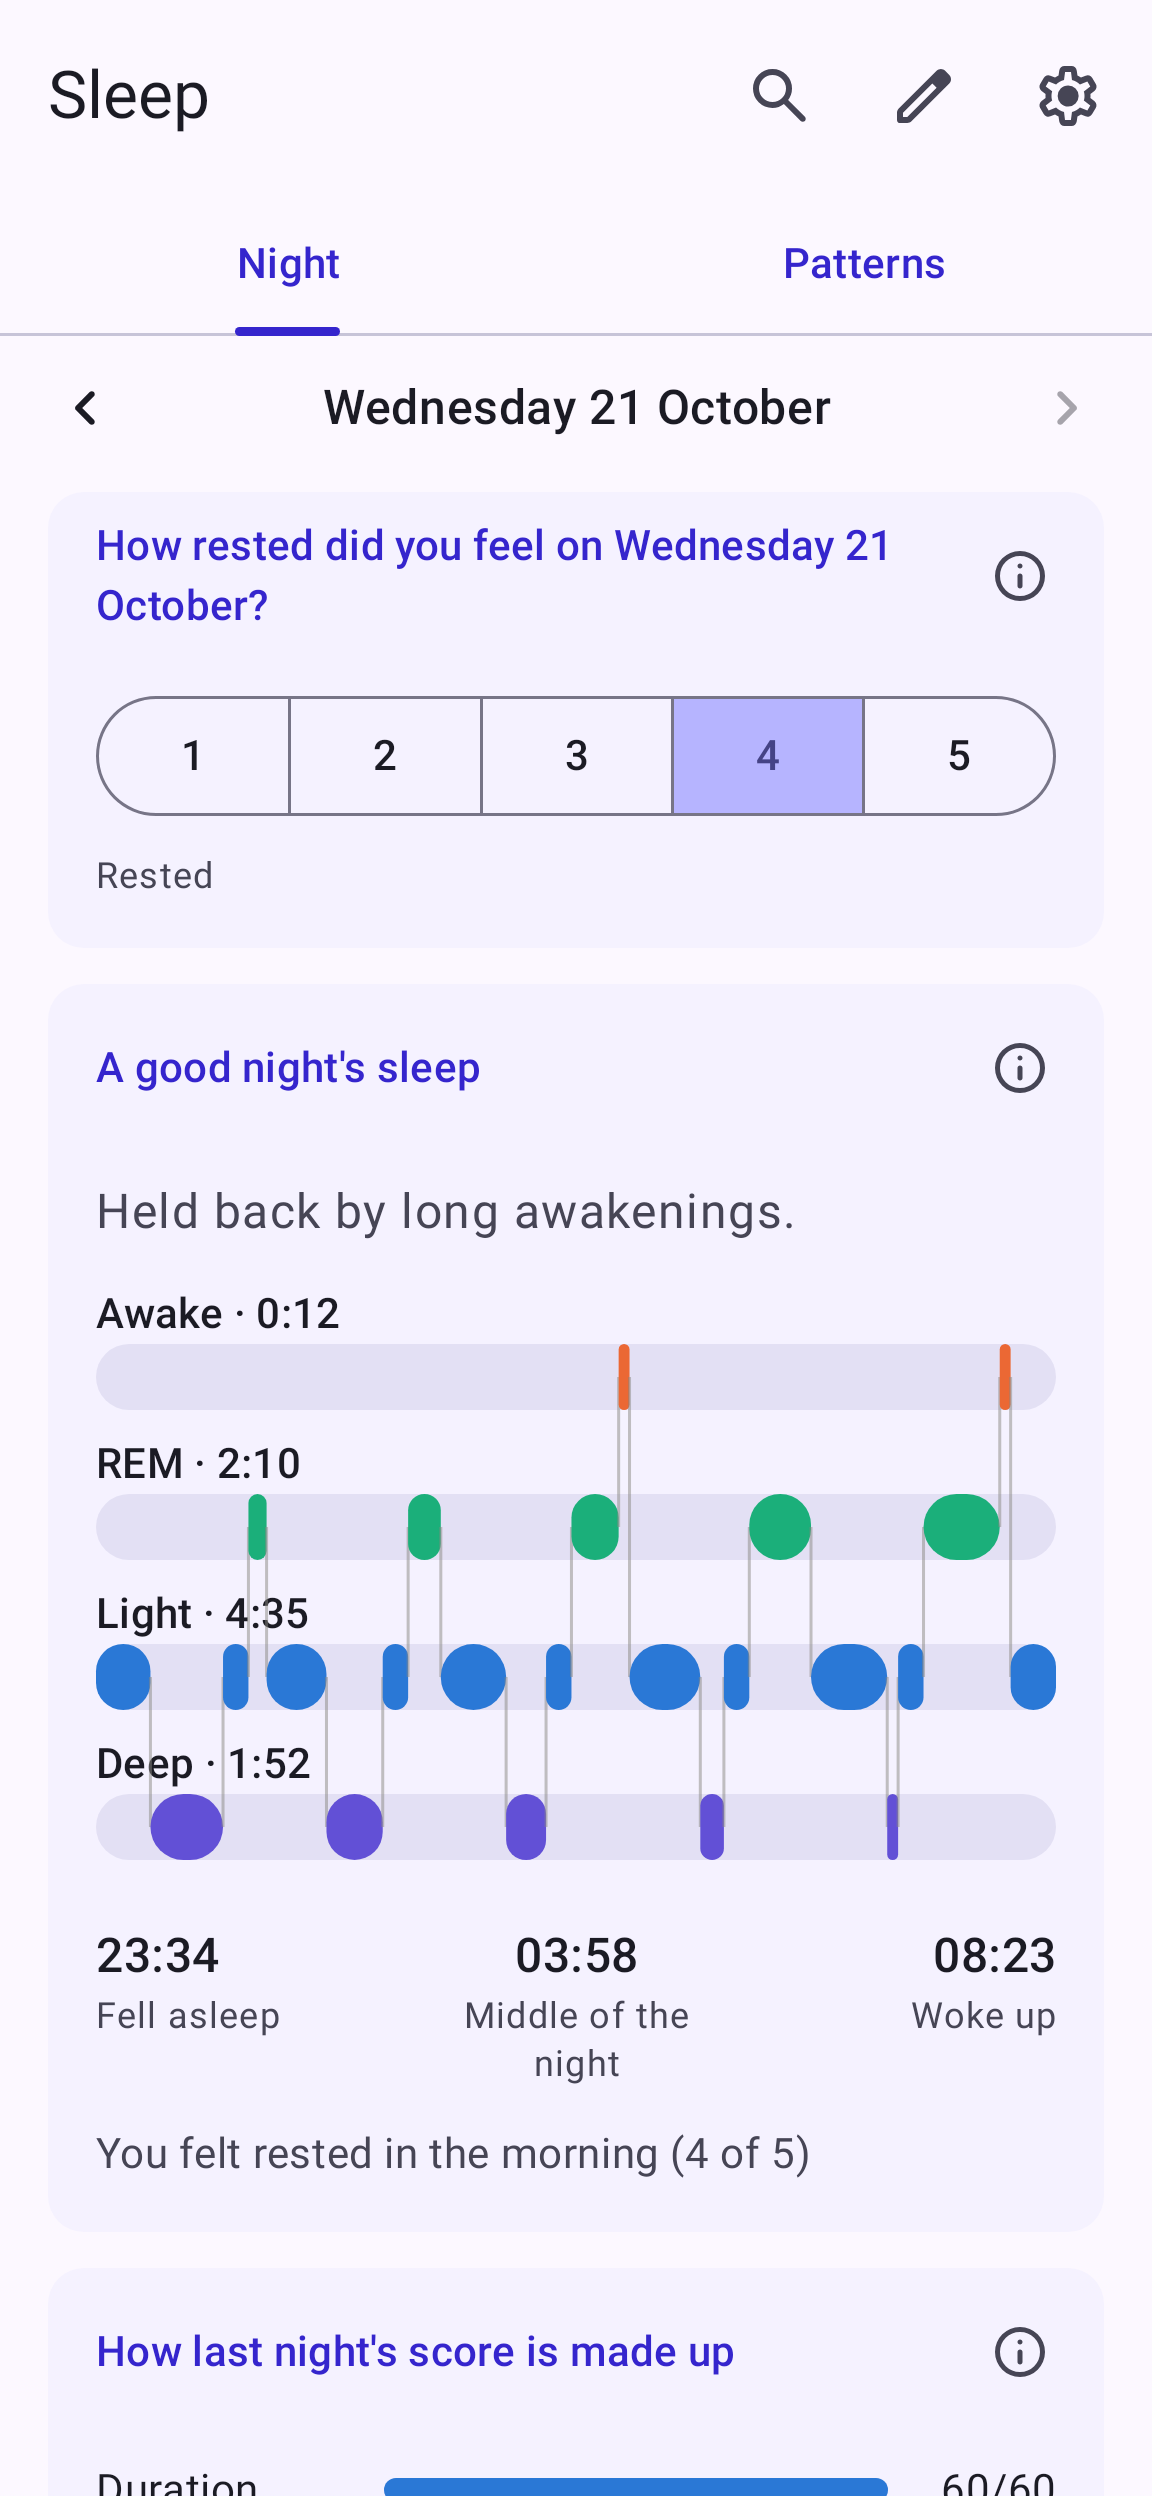 Sleep
Night
Patterns
Wednesday 21 October
How rested did you feel on Wednesday 21
October?
1
2
3
4
5
Rested
A good night's sleep
Held back by long awakenings.
Awake · 0:12
REM · 2:10
Light · 4:35
Deep · 1:52
23:34
03:58
08:23
Fell asleep
Middle of the
night
Woke up
You felt rested in the morning (4 of 5)
How last night's score is made up
Duration
60/60